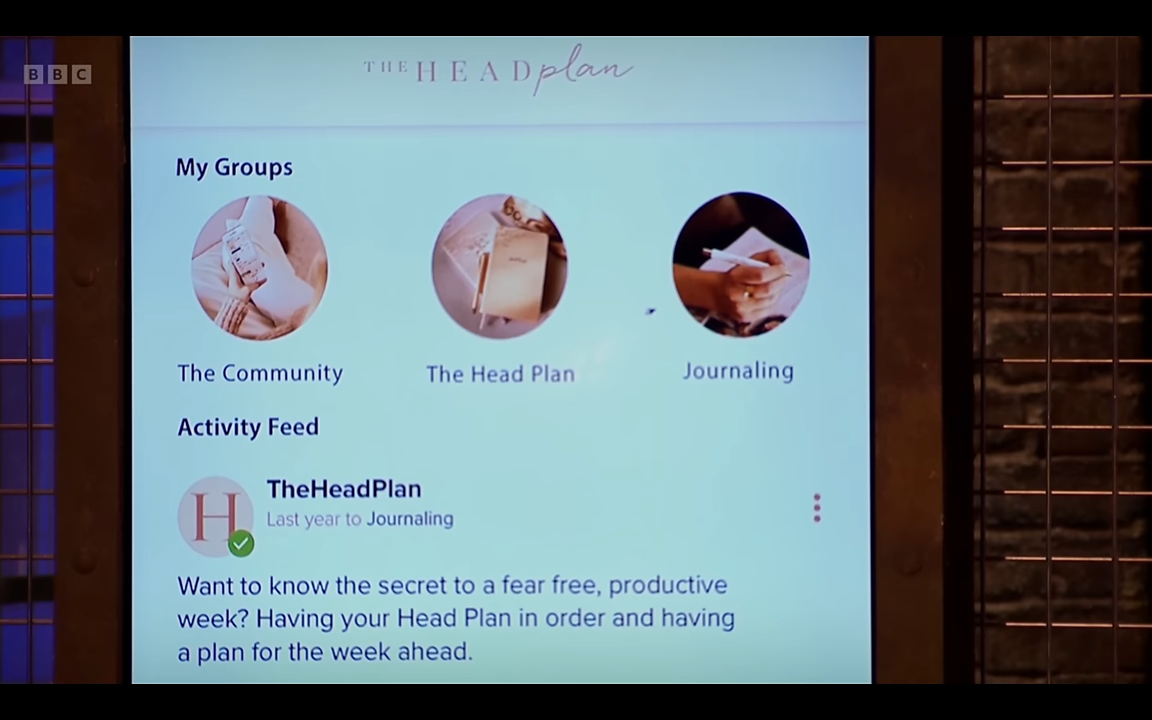 BBC
THE HEAD plan
My Groups
The Community
The Head Plan
Journaling
Activity Feed
H
TheHeadPlan
Last year to Journaling
Want to know the secret to a fear free, productive
week? Having your Head Plan in order and having
a plan for the week ahead.